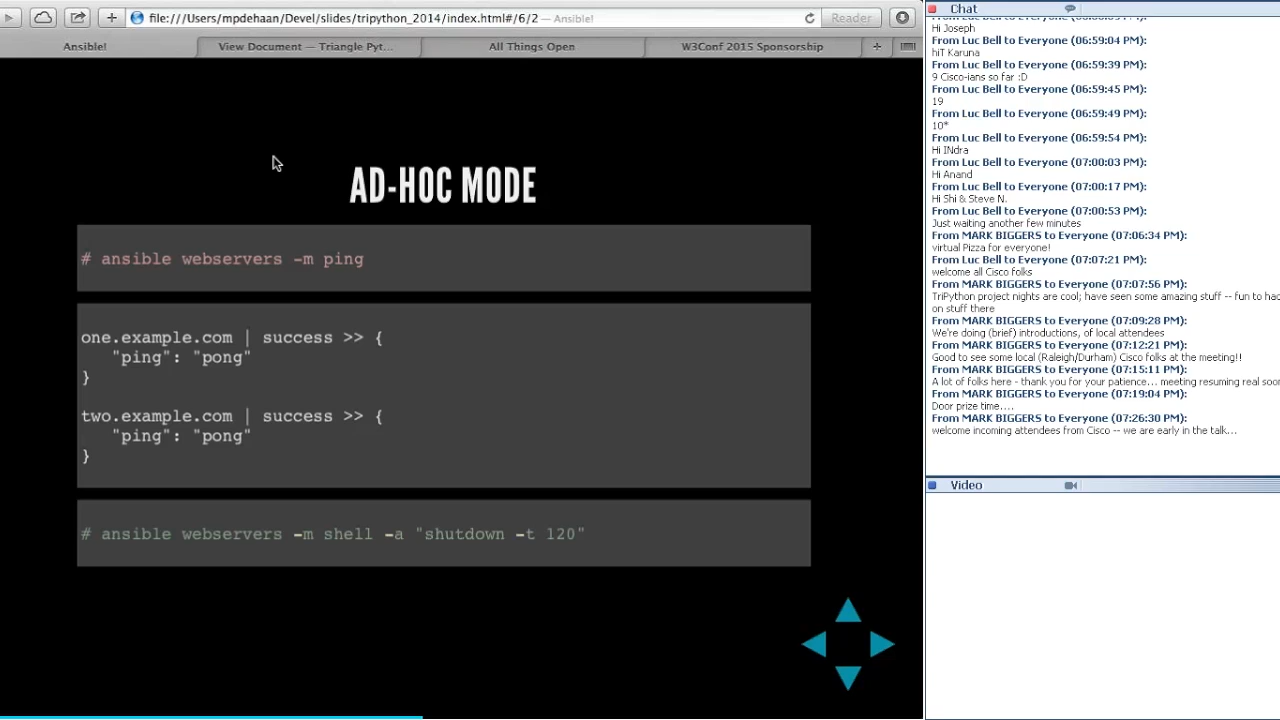 file:///Users/mpdehaan/Devel/slides/tripython_2014/index.html#/6/2 — Ansible!
Reader
Ansible!
View Document — Triangle Pyt...
All Things Open
W3Conf 2015 Sponsorship
AD-HOC MODE
# ansible webservers -m ping
one.example.com | success >> {
"ping": "pong"
}
two.example.com | success >> {
"ping": "pong"
}
# ansible webservers -m shell -a "shutdown -t 120"
Chat
Hi Joseph
From Luc Bell to Everyone (06:59:04 PM):
hiT Karuna
From Luc Bell to Everyone (06:59:39 PM):
9 Cisco-ians so far :D
From Luc Bell to Everyone (06:59:45 PM):
19
From Luc Bell to Everyone (06:59:49 PM):
10*
From Luc Bell to Everyone (06:59:54 PM):
Hi INdra
From Luc Bell to Everyone (07:00:03 PM):
Hi Anand
From Luc Bell to Everyone (07:00:17 PM):
Hi Shi & Steve N.
From Luc Bell to Everyone (07:00:53 PM):
Just waiting another few minutes
From MARK BIGGERS to Everyone (07:06:34 PM):
virtual Pizza for everyone!
From Luc Bell to Everyone (07:07:21 PM):
welcome all Cisco folks
From MARK BIGGERS to Everyone (07:07:56 PM):
TriPython project nights are cool; have seen some amazing stuff -- fun to hac
on stuff there
From MARK BIGGERS to Everyone (07:09:28 PM):
We're doing (brief) introductions, of local attendees
From MARK BIGGERS to Everyone (07:12:21 PM):
Good to see some local (Raleigh/Durham) Cisco folks at the meeting!!
From MARK BIGGERS to Everyone (07:15:11 PM):
A lot of folks here - thank you for your patience... meeting resuming real soon
From MARK BIGGERS to Everyone (07:19:04 PM):
Door prize time....
From MARK BIGGERS to Everyone (07:26:30 PM):
welcome incoming attendees from Cisco -- we are early in the talk...
Video